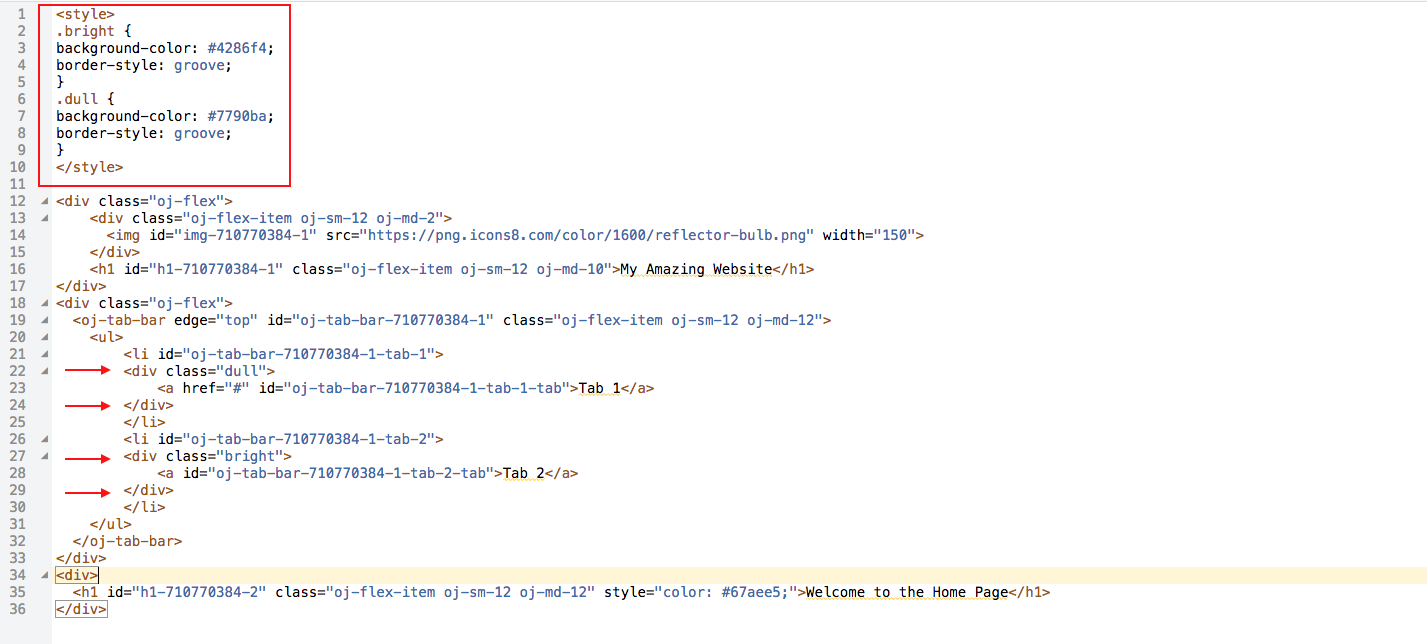 1 <style>
2 .bright {
3 background-color: #4286f4;
4 border-style: groove;
5 }
6 .dull {
7 background-color: #7790ba;
8 border-style: groove;
9 }
10 </style>
11
12 <div class="oj-flex">
13 <div class="oj-flex-item oj-sm-12 oj-md-2">
14 <img id="img-710770384-1" src="https://png.icons8.com/color/1600/reflector-bulb.png" width="150">
15 </div>
16 <h1 id="h1-710770384-1" class="oj-flex-item oj-sm-12 oj-md-10">My Amazing Website</h1>
17 </div>
18 <div class="oj-flex">
19 <oj-tab-bar edge="top" id="oj-tab-bar-710770384-1" class="oj-flex-item oj-sm-12 oj-md-12">
20 <ul>
21 <li id="oj-tab-bar-710770384-1-tab-1">
22 <div class="dull">
23 <a href="#" id="oj-tab-bar-710770384-1-tab-1-tab">Tab 1</a>
24 </div>
25 </li>
26 <li id="oj-tab-bar-710770384-1-tab-2">
27 <div class="bright">
28 <a id="oj-tab-bar-710770384-1-tab-2-tab">Tab 2</a>
29 </div>
30 </li>
31 </ul>
32 </oj-tab-bar>
33 </div>
34 <div>
35 <h1 id="h1-710770384-2" class="oj-flex-item oj-sm-12 oj-md-12" style="color: #67aee5;">Welcome to the Home Page</h1>
36 </div>